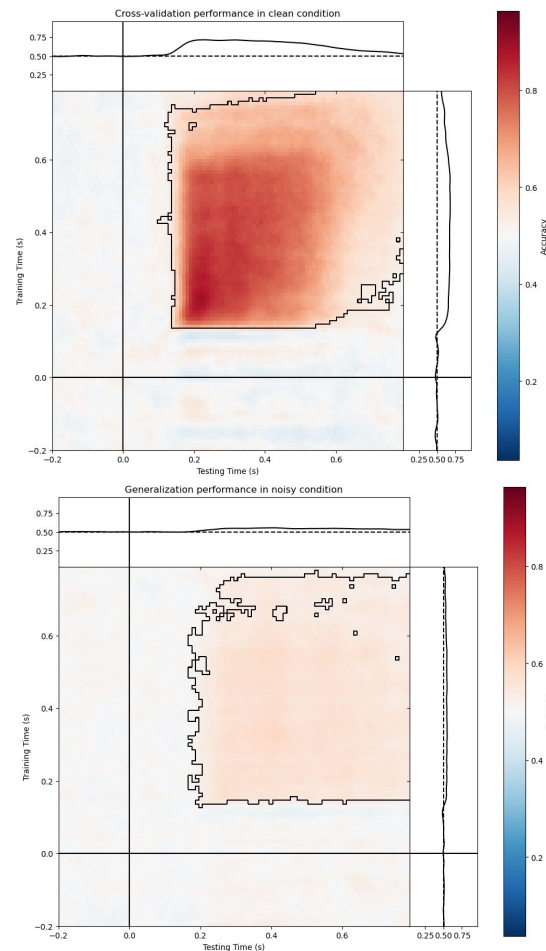 Cross-validation performance in clean condition
0.75
0.50
0.25
0.8
0.6
0.4
0.2
Accuracy
Training Time (s)
0.6
0.4
0.2
0.0
−0.2
−0.2 0.0 0.2 0.4 0.6 0.25 0.50 0.75
Testing Time (s)
Generalization performance in noisy condition
0.75
0.50
0.25
0.8
0.6
0.4
0.2
Training Time (s)
0.6
0.4
0.2
0.0
−0.2
−0.2 0.0 0.2 0.4 0.6 0.25 0.50 0.75
Testing Time (s)